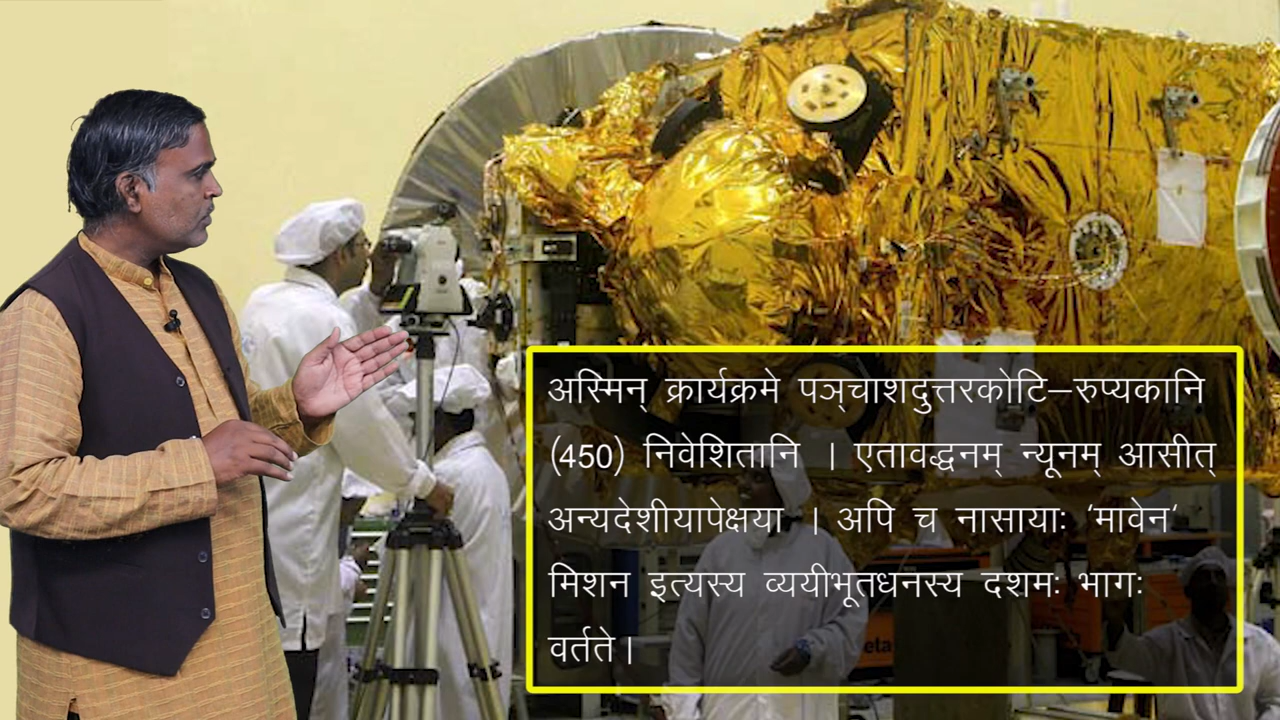 अस्मिन् क्रार्यक्रमे पञ्चाशदुत्तरकोटि–रुप्यकानि
(450) निवेशितानि । एतावद्धनम् न्यूनम् आसीत्
अन्यदेशीयापेक्षया । अपि च नासायाः ‘मावेन‘
मिशन इत्यस्य व्ययीभूतधनस्य दशमः भागः
वर्तते।